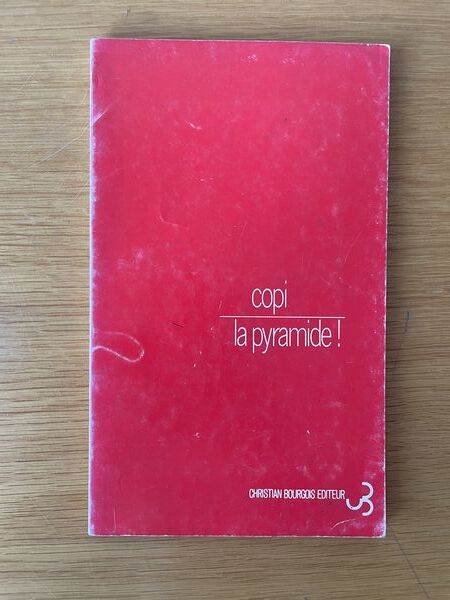 copi
la pyramide !
CHRISTIAN BOURGOIS EDITEUR